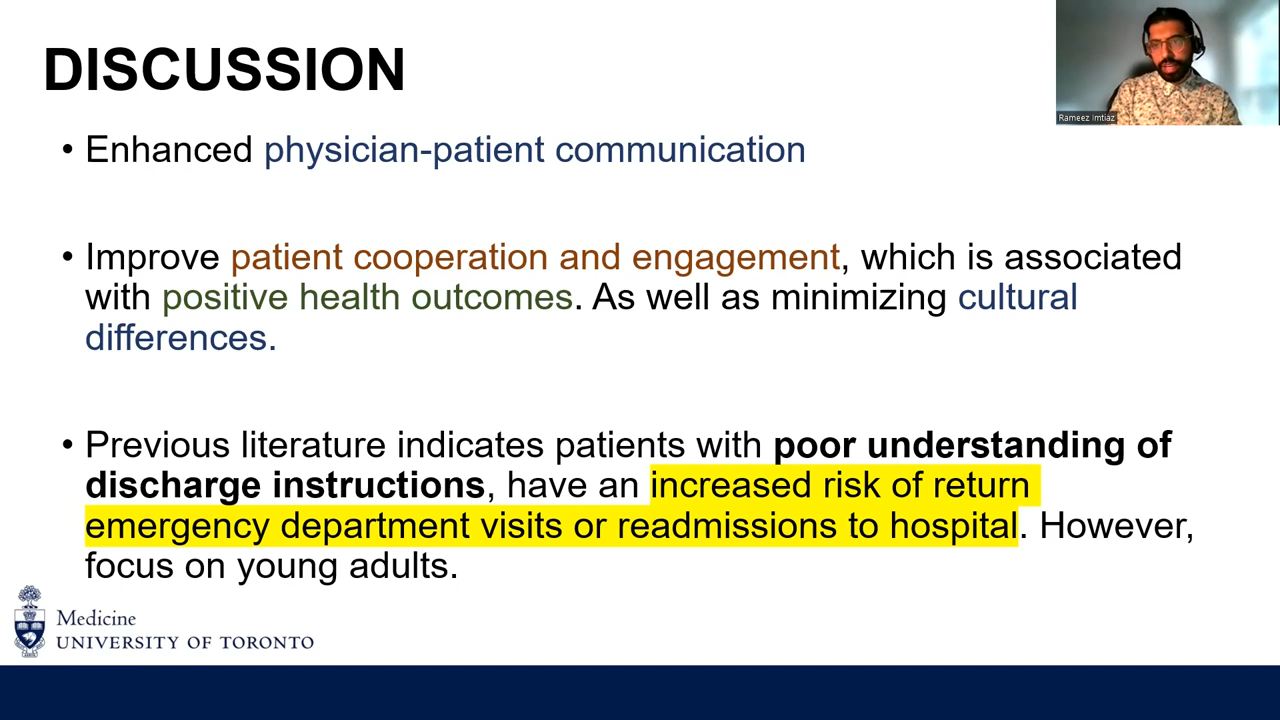 DISCUSSION
Rameez Imtiaz
• Enhanced physician-patient communication
• Improve patient cooperation and engagement, which is associated
with positive health outcomes. As well as minimizing cultural
differences.
• Previous literature indicates patients with poor understanding of
discharge instructions, have an increased risk of return
emergency department visits or readmissions to hospital. However,
focus on young adults.
Medicine
UNIVERSITY OF TORONTO